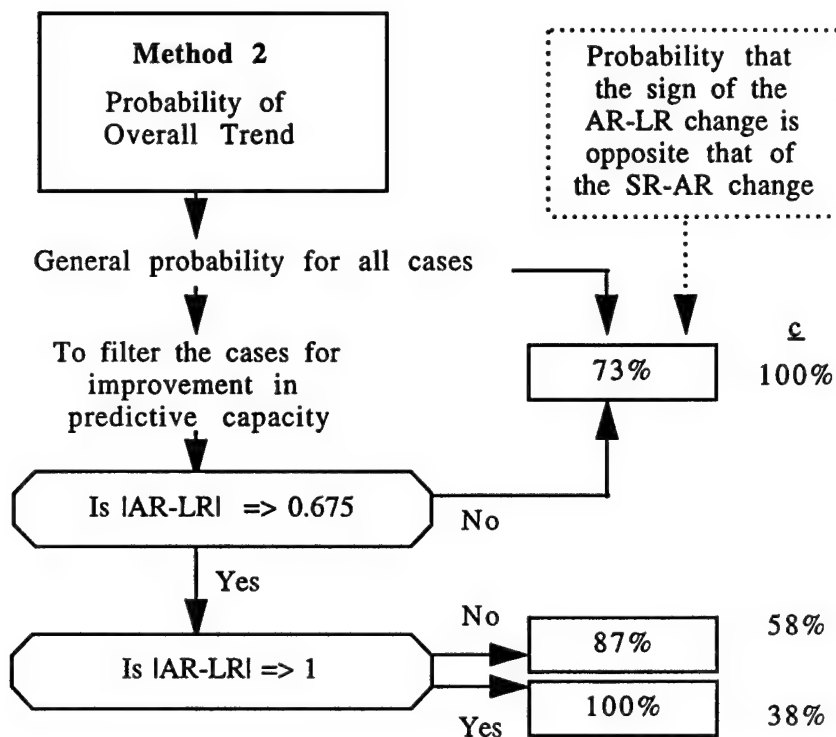 Method 2
Probability of
Overall Trend
Probability that
the sign of the
AR-LR change is
opposite that of
the SR-AR change
General probability for all cases
c
73%
100%
To filter the cases for
improvement in
predictive capacity
Is |AR-LR| => 0.675
No
Yes
Is |AR-LR| => 1
No
87%
58%
Yes
100%
38%